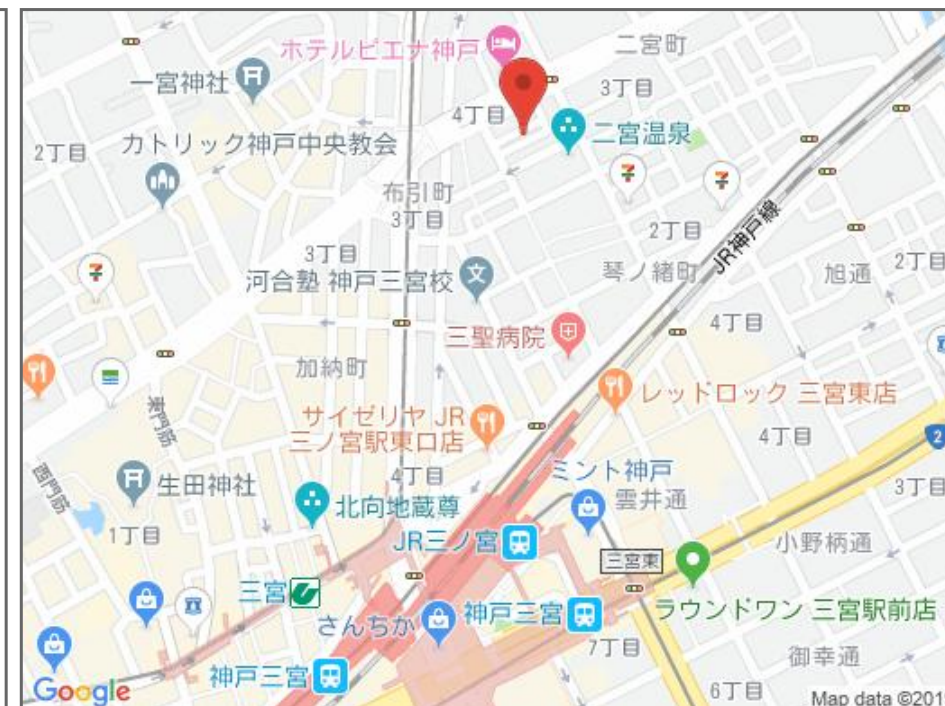 ホテルピエナ神戸
二宮町
一宮神社
3丁目
4丁目
二宮温泉
カトリック神戸中央教会
2丁目
布引町
3丁目
2丁目
JR神戸線
3丁目
琴ノ緒町
旭通
2丁目
河合塾 神戸三宮校
三聖病院
4丁目
加納町
レッドロック 三宮東店
東門筋
サイゼリヤ JR
三ノ宮駅東口店
4丁目
2
西門筋
生田神社
4丁目
ミント神戸
3丁目
北向地蔵尊
雲井通
1丁目
JR三ノ宮
小野柄通
三宮東
三宮
さんちか
神戸三宮
ラウンドワン 三宮駅前店
7丁目
御幸通
神戸三宮
6丁目
Google
Map data ©201